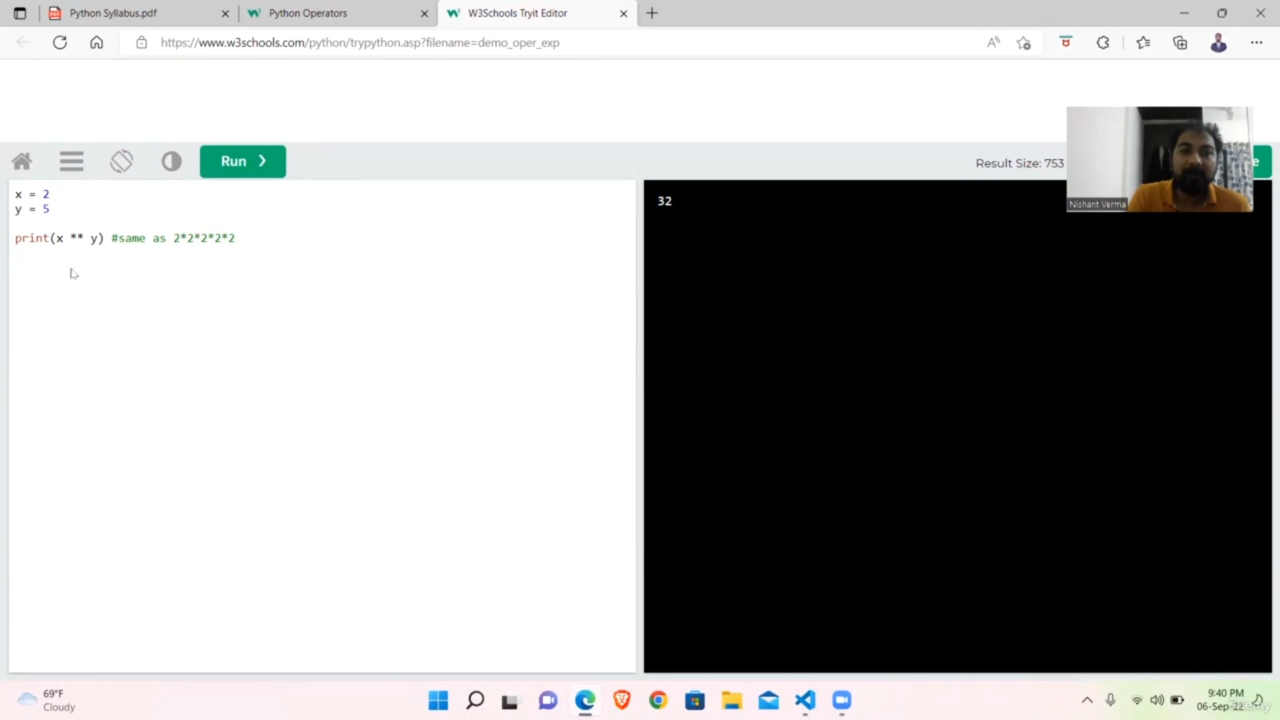 Python Syllabus.pdf
Python Operators
W3Schools Tryit Editor
https://www.w3schools.com/python/trypython.asp?filename=demo_oper_exp
Run ❯
Result Size: 753
e
Nishant Verma
x = 2
y = 5
print(x ** y) #same as 2*2*2*2*2
32
69°F
Cloudy
9:40 PM
06-Sep-22